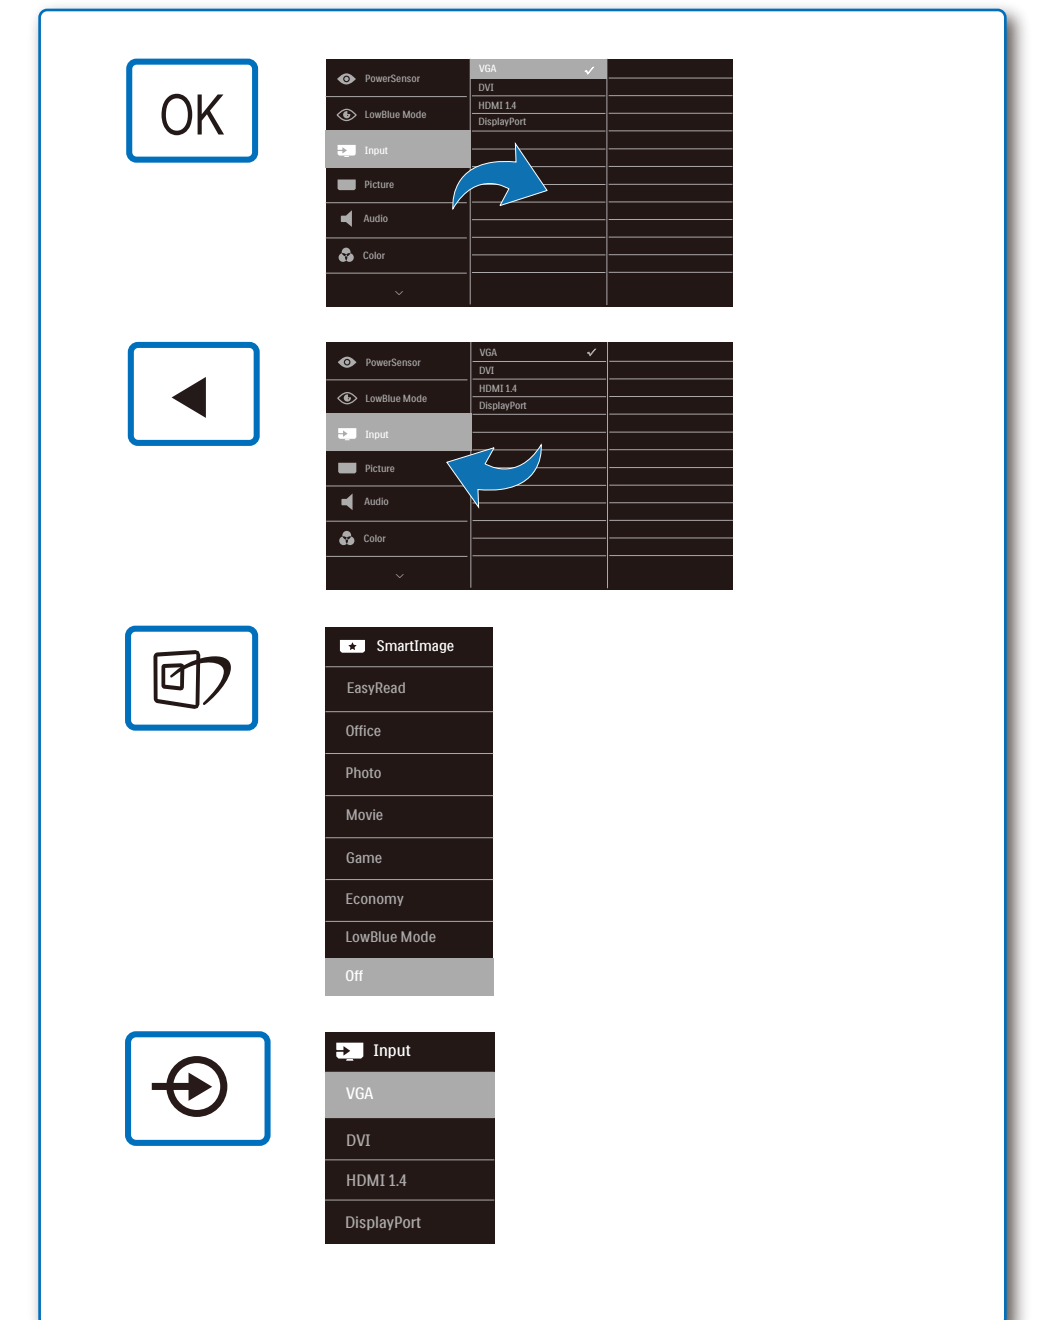 OK
PowerSensor
LowBlue Mode
Input
Picture
Audio
Color
VGA
DVI
HDMI 1.4
DisplayPort
PowerSensor
LowBlue Mode
Input
Picture
Audio
Color
VGA
DVI
HDMI 1.4
DisplayPort
SmartImage
EasyRead
Office
Photo
Movie
Game
Economy
LowBlue Mode
Off
Input
VGA
DVI
HDMI 1.4
DisplayPort